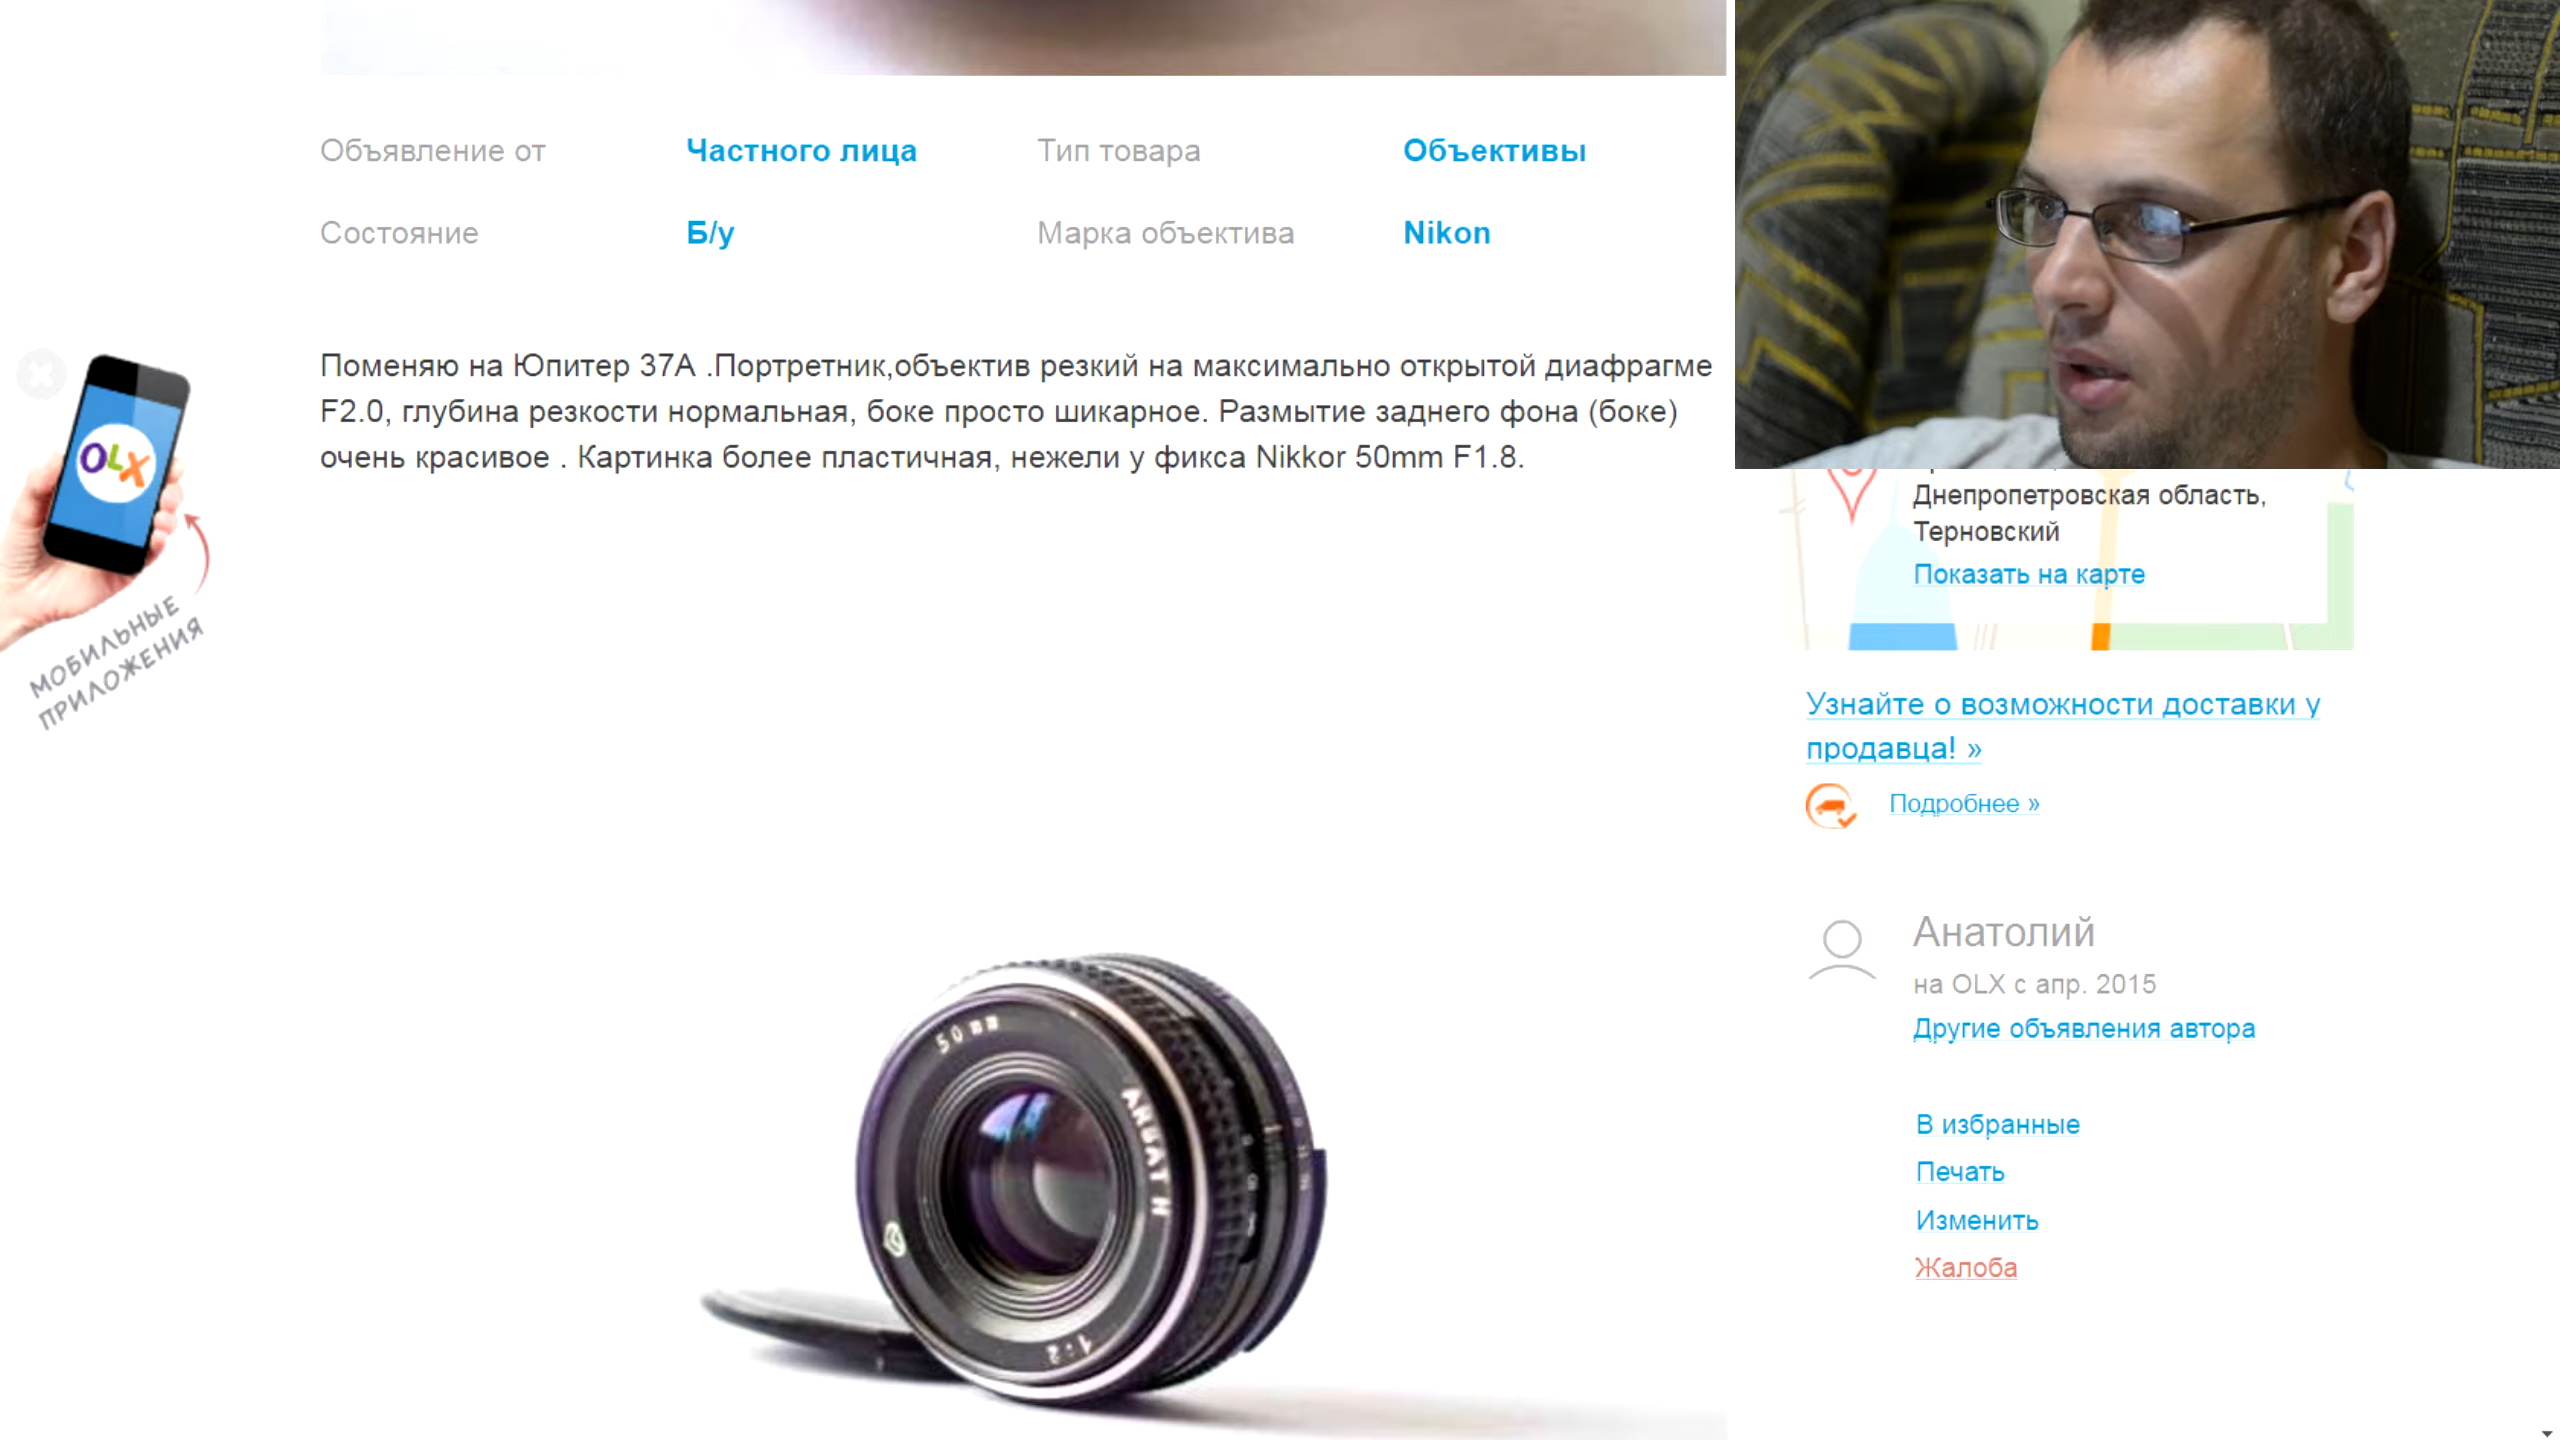 Объявление от Частного лица Тип товара Объективы
Состояние Б/у Марка объектива Nikon
Поменяю на Юпитер 37А .Портретник,объектив резкий на максимально открытой диафрагме
F2.0, глубина резкости нормальная, боке просто шикарное. Размытие заднего фона (боке)
очень красивое . Картинка более пластичная, нежели у фикса Nikkor 50mm F1.8.
OLX
МОБИЛЬНЫЕ
ПРИЛОЖЕНИЯ
Днепропетровская область,
Терновский
Показать на карте
Узнайте о возможности доставки у
продавца! »
Подробнее »
Анатолий
на OLX с апр. 2015
Другие объявления автора
В избранные
Печать
Изменить
Жалоба
50mm
АРСАТ Н
1:2